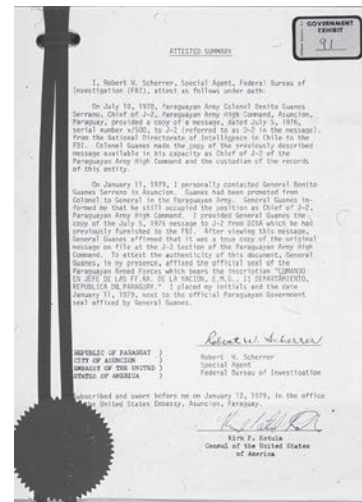 GOVERNMENT
EXHIBIT
91
ATTESTED SUMMARY
I, Robert W. Scherrer, Special Agent, Federal Bureau of
Investigation (FBI), attest as follows under oath:
On July 10, 1978, Paraguayan Army Colonel Benito Guanes
Serrano, Chief of J-2, Paraguayan Army High Command, Asuncion,
Paraguay, provided a copy of a message, dated July 5, 1976,
serial number x/500, to J-2 (referred to as D-2 in the message),
from the National Directorate of Intelligence in Chile to the
FBI. Colonel Guanes made the copy of the previously described
message available in his capacity as Chief of J-2 of the
Paraguayan Army High Command and the custodian of the records
of this entity.
On January 11, 1979, I personally contacted General Benito
Guanes Serrano in Asuncion. Guanes had been promoted from
Colonel to General in the Paraguayan Army. General Guanes in-
formed me that he still occupied the position as Chief of J-2,
Paraguayan Army High Command. I provided General Guanes the
copy of the July 5, 1976 message to J-2 from DINA which he had
previously furnished to the FBI. After viewing this message,
General Guanes affirmed that it was a true copy of the original
message on file at the J-2 Section of the Paraguayan Army High
Command. To attest the authenticity of this document, General
Guanes, in my presence, affixed the official seal of the
Paraguayan Armed Forces which bears the inscription "COMANDO
EN JEFE DE LAS FF.AA. DE LA NACION, E.M.G., II DEPARTAMENTO,
REPUBLICA DEL PARAGUAY." I placed my initials and the date
January 11, 1979, next to the official Paraguayan Government
seal affixed by General Guanes.
Robert W. Scherrer
REPUBLIC OF PARAGUAY )
CITY OF ASUNCION )
EMBASSY OF THE UNITED )
STATES OF AMERICA )
Robert W. Scherrer
Special Agent
Federal Bureau of Investigation
Subscribed and sworn before me on January 12, 1979, in the office
of the United States Embassy, Asuncion, Paraguay.
Kirk P. Kotula
Consul of the United States
of America